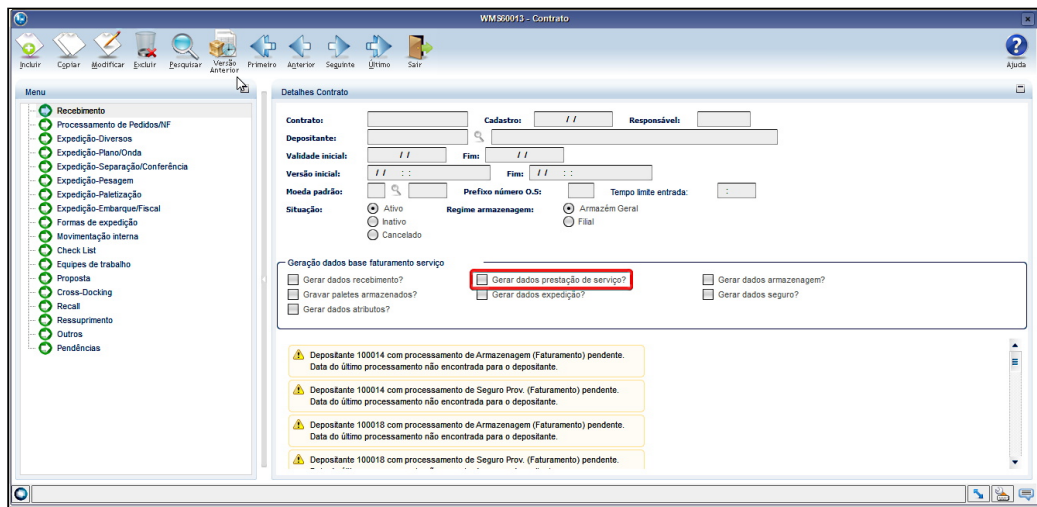 WMS60013 - Contrato
Incluir Copiar Modificar Excluir Pesquisar Versão Anterior Primeiro Anterior Seguinte Último Sair Ajuda
Menu
Recebimento
Processamento de Pedidos/NF
Expedição-Diversos
Expedição-Plano/Onda
Expedição-Separação/Conferência
Expedição-Pesagem
Expedição-Paletização
Expedição-Embarque/Fiscal
Formas de expedição
Movimentação interna
Check List
Equipes de trabalho
Proposta
Cross-Docking
Recall
Ressuprimento
Outros
Pendências
Detalhes Contrato
Contrato: Cadastro: / / Responsável:
Depositante:
Validade inicial: / / Fim: / /
Versão inicial: / / : : Fim: / / : :
Moeda padrão: Prefixo número O.S: Tempo limite entrada: :
Situação: Ativo Regime armazenagem: Armazém Geral
Inativo Filial
Cancelado
Geração dados base faturamento serviço
Gerar dados recebimento? Gerar dados prestação de serviço? Gerar dados armazenagem?
Gravar paletes armazenados? Gerar dados expedição? Gerar dados seguro?
Gerar dados atributos?
Depositante 100014 com processamento de Armazenagem (Faturamento) pendente.
Data do último processamento não encontrada para o depositante.
Depositante 100014 com processamento de Seguro Prov. (Faturamento) pendente.
Data do último processamento não encontrada para o depositante.
Depositante 100018 com processamento de Armazenagem (Faturamento) pendente.
Data do último processamento não encontrada para o depositante.
Depositante 100018 com processamento de Seguro Prov. (Faturamento) pendente.